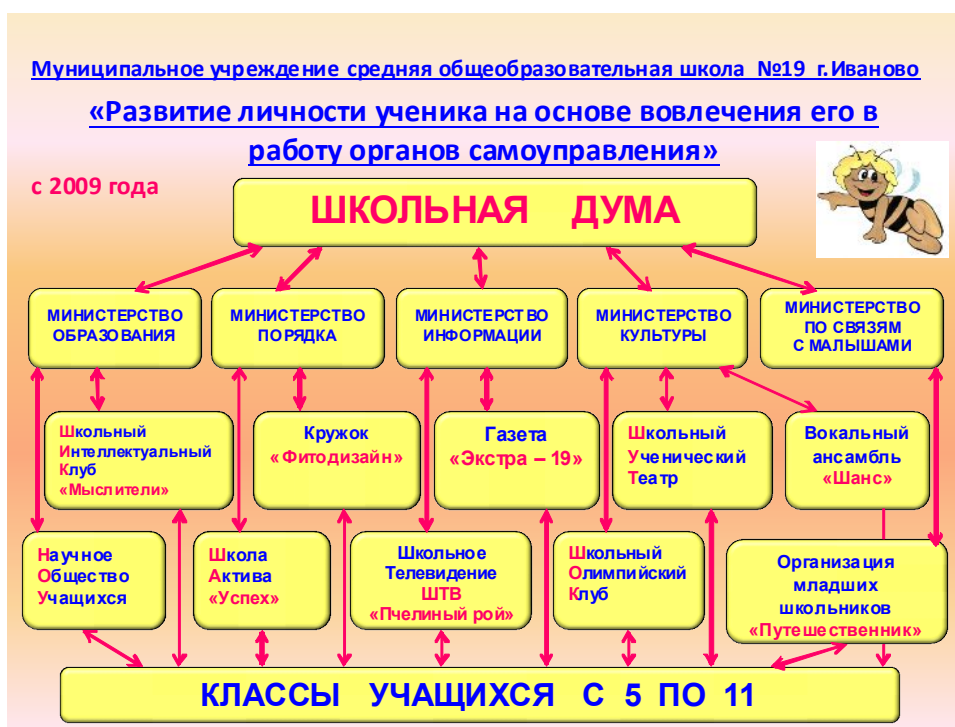 Муниципальное учреждение средняя общеобразовательная школа №19 г.Иваново
«Развитие личности ученика на основе вовлечения его в
работу органов самоуправления»
с 2009 года
ШКОЛЬНАЯ ДУМА
МИНИСТЕРСТВО
ОБРАЗОВАНИЯ
МИНИСТЕРСТВО
ПОРЯДКА
МИНИСТЕРСТВО
ИНФОРМАЦИИ
МИНИСТЕРСТВО
КУЛЬТУРЫ
МИНИСТЕРСТВО
ПО СВЯЗЯМ
С МАЛЫШАМИ
Школьный
Интеллектуальный
Клуб
«Мыслители»
Кружок
«Фитодизайн»
Газета
«Экстра – 19»
Школьный
Ученический
Театр
Вокальный
ансамбль
«Шанс»
Научное
Общество
Учащихся
Школа
Актива
«Успех»
Школьное
Телевидение
ШТВ
«Пчелиный рой»
Школьный
Олимпийский
Клуб
Организация
младших
школьников
«Путешественник»
КЛАССЫ УЧАЩИХСЯ С 5 ПО 11